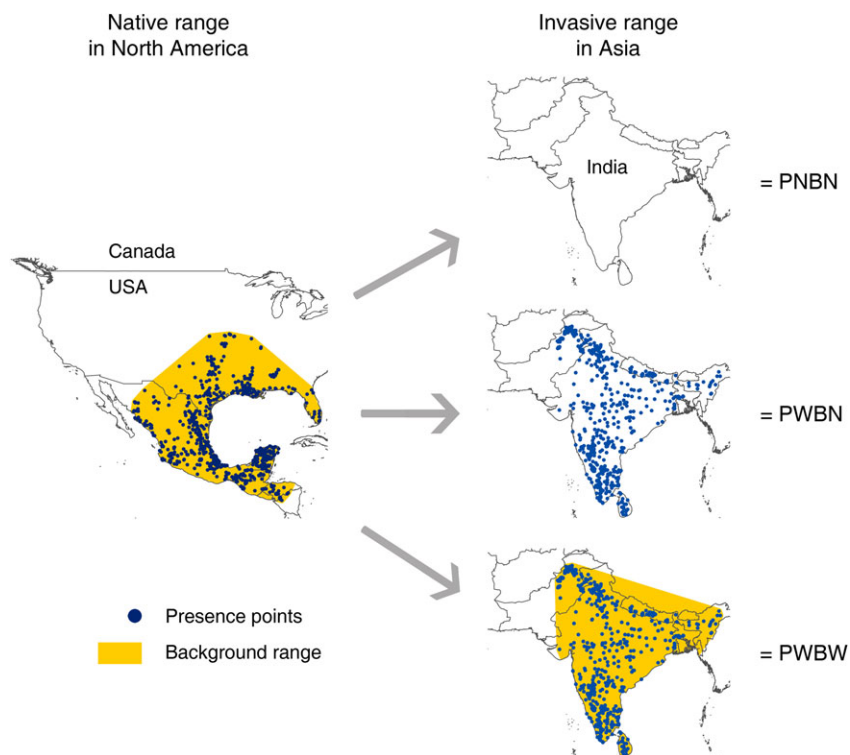 Native range
in North America
Invasive range
in Asia
India
= PNBN
Canada
USA
= PWBN
Presence points
Background range
= PWBW